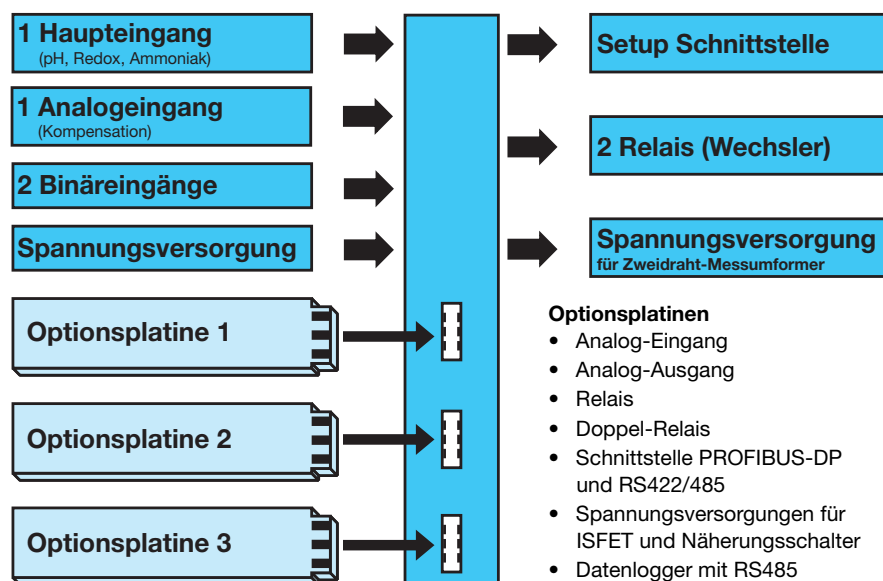 1 Haupteingang
(pH, Redox, Ammoniak)
1 Analogeingang
(Kompensation)
2 Binäreingänge
Spannungsversorgung
Optionsplatine 1
Optionsplatine 2
Optionsplatine 3
Setup Schnittstelle
2 Relais (Wechsler)
Spannungsversorgung
für Zweidraht-Messumformer
Optionsplatinen
• Analog-Eingang
• Analog-Ausgang
• Relais
• Doppel-Relais
• Schnittstelle PROFIBUS-DP
und RS422/485
• Spannungsversorgungen für
ISFET und Näherungsschalter
• Datenlogger mit RS485